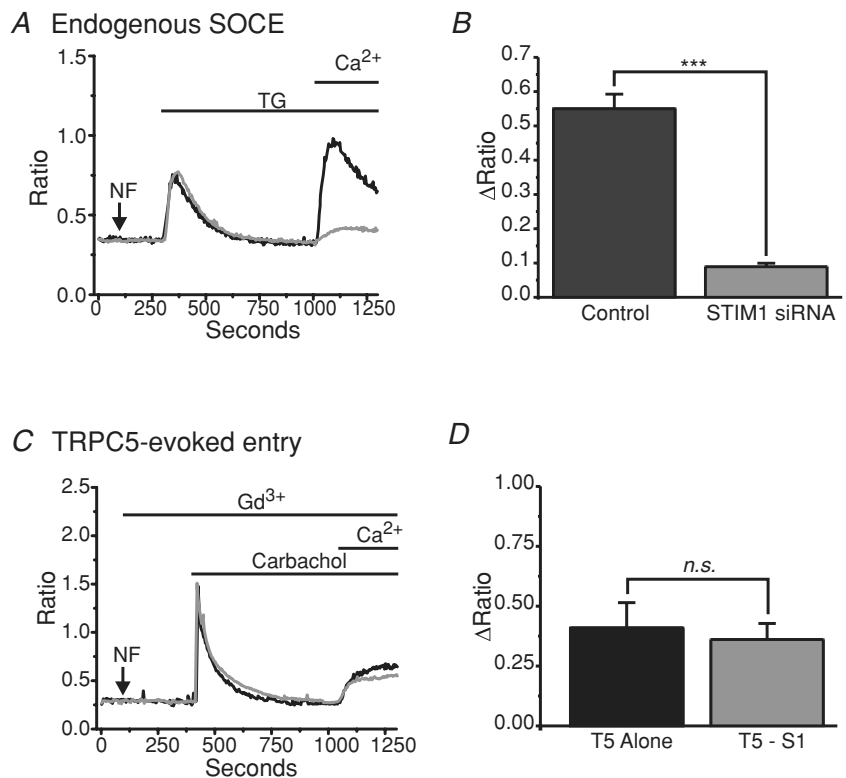 A Endogenous SOCE
1.5
1.0
0.5
0.0
Ratio
NF
TG
Ca2+
0 250 500 750 1000 1250
Seconds
B
0.7
0.6
0.5
0.4
0.3
0.2
0.1
0.0
ΔRatio
***
Control STIM1 siRNA
C TRPC5-evoked entry
2.5
2.0
1.5
1.0
0.5
0.0
Ratio
Gd3+
Ca2+
Carbachol
NF
0 250 500 750 1000 1250
Seconds
D
1.00
0.75
0.50
0.25
0.00
ΔRatio
n.s.
T5 Alone T5 - S1